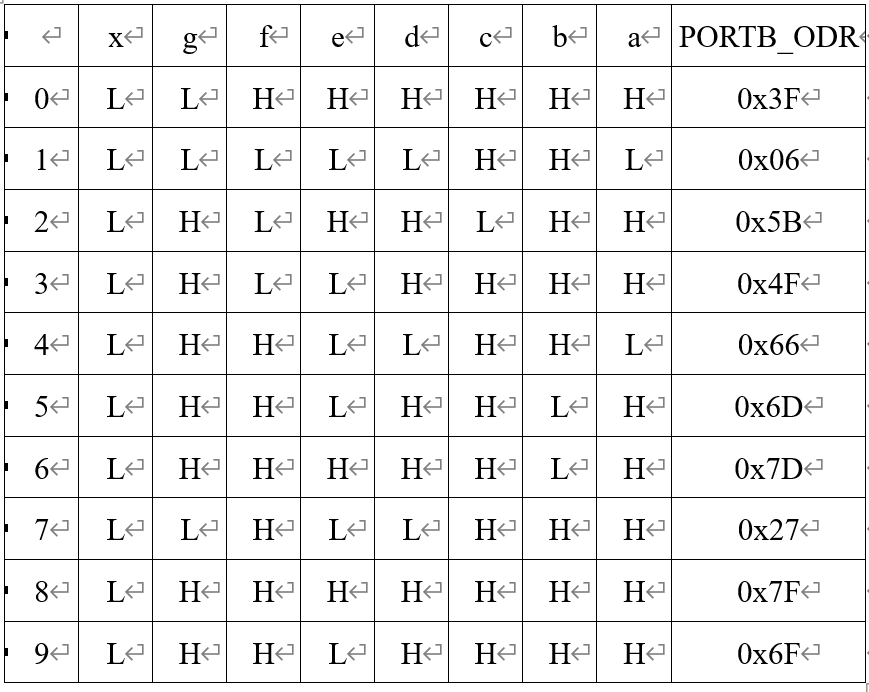 x g f e d c b a PORTB_ODR
0 L L H H H H H H 0x3F
1 L L L L L H H L 0x06
2 L H L H H L H H 0x5B
3 L H L L H H H H 0x4F
4 L H H L L H H L 0x66
5 L H H L H H L H 0x6D
6 L H H H H H L H 0x7D
7 L L H L L H H H 0x27
8 L H H H H H H H 0x7F
9 L H H L H H H H 0x6F